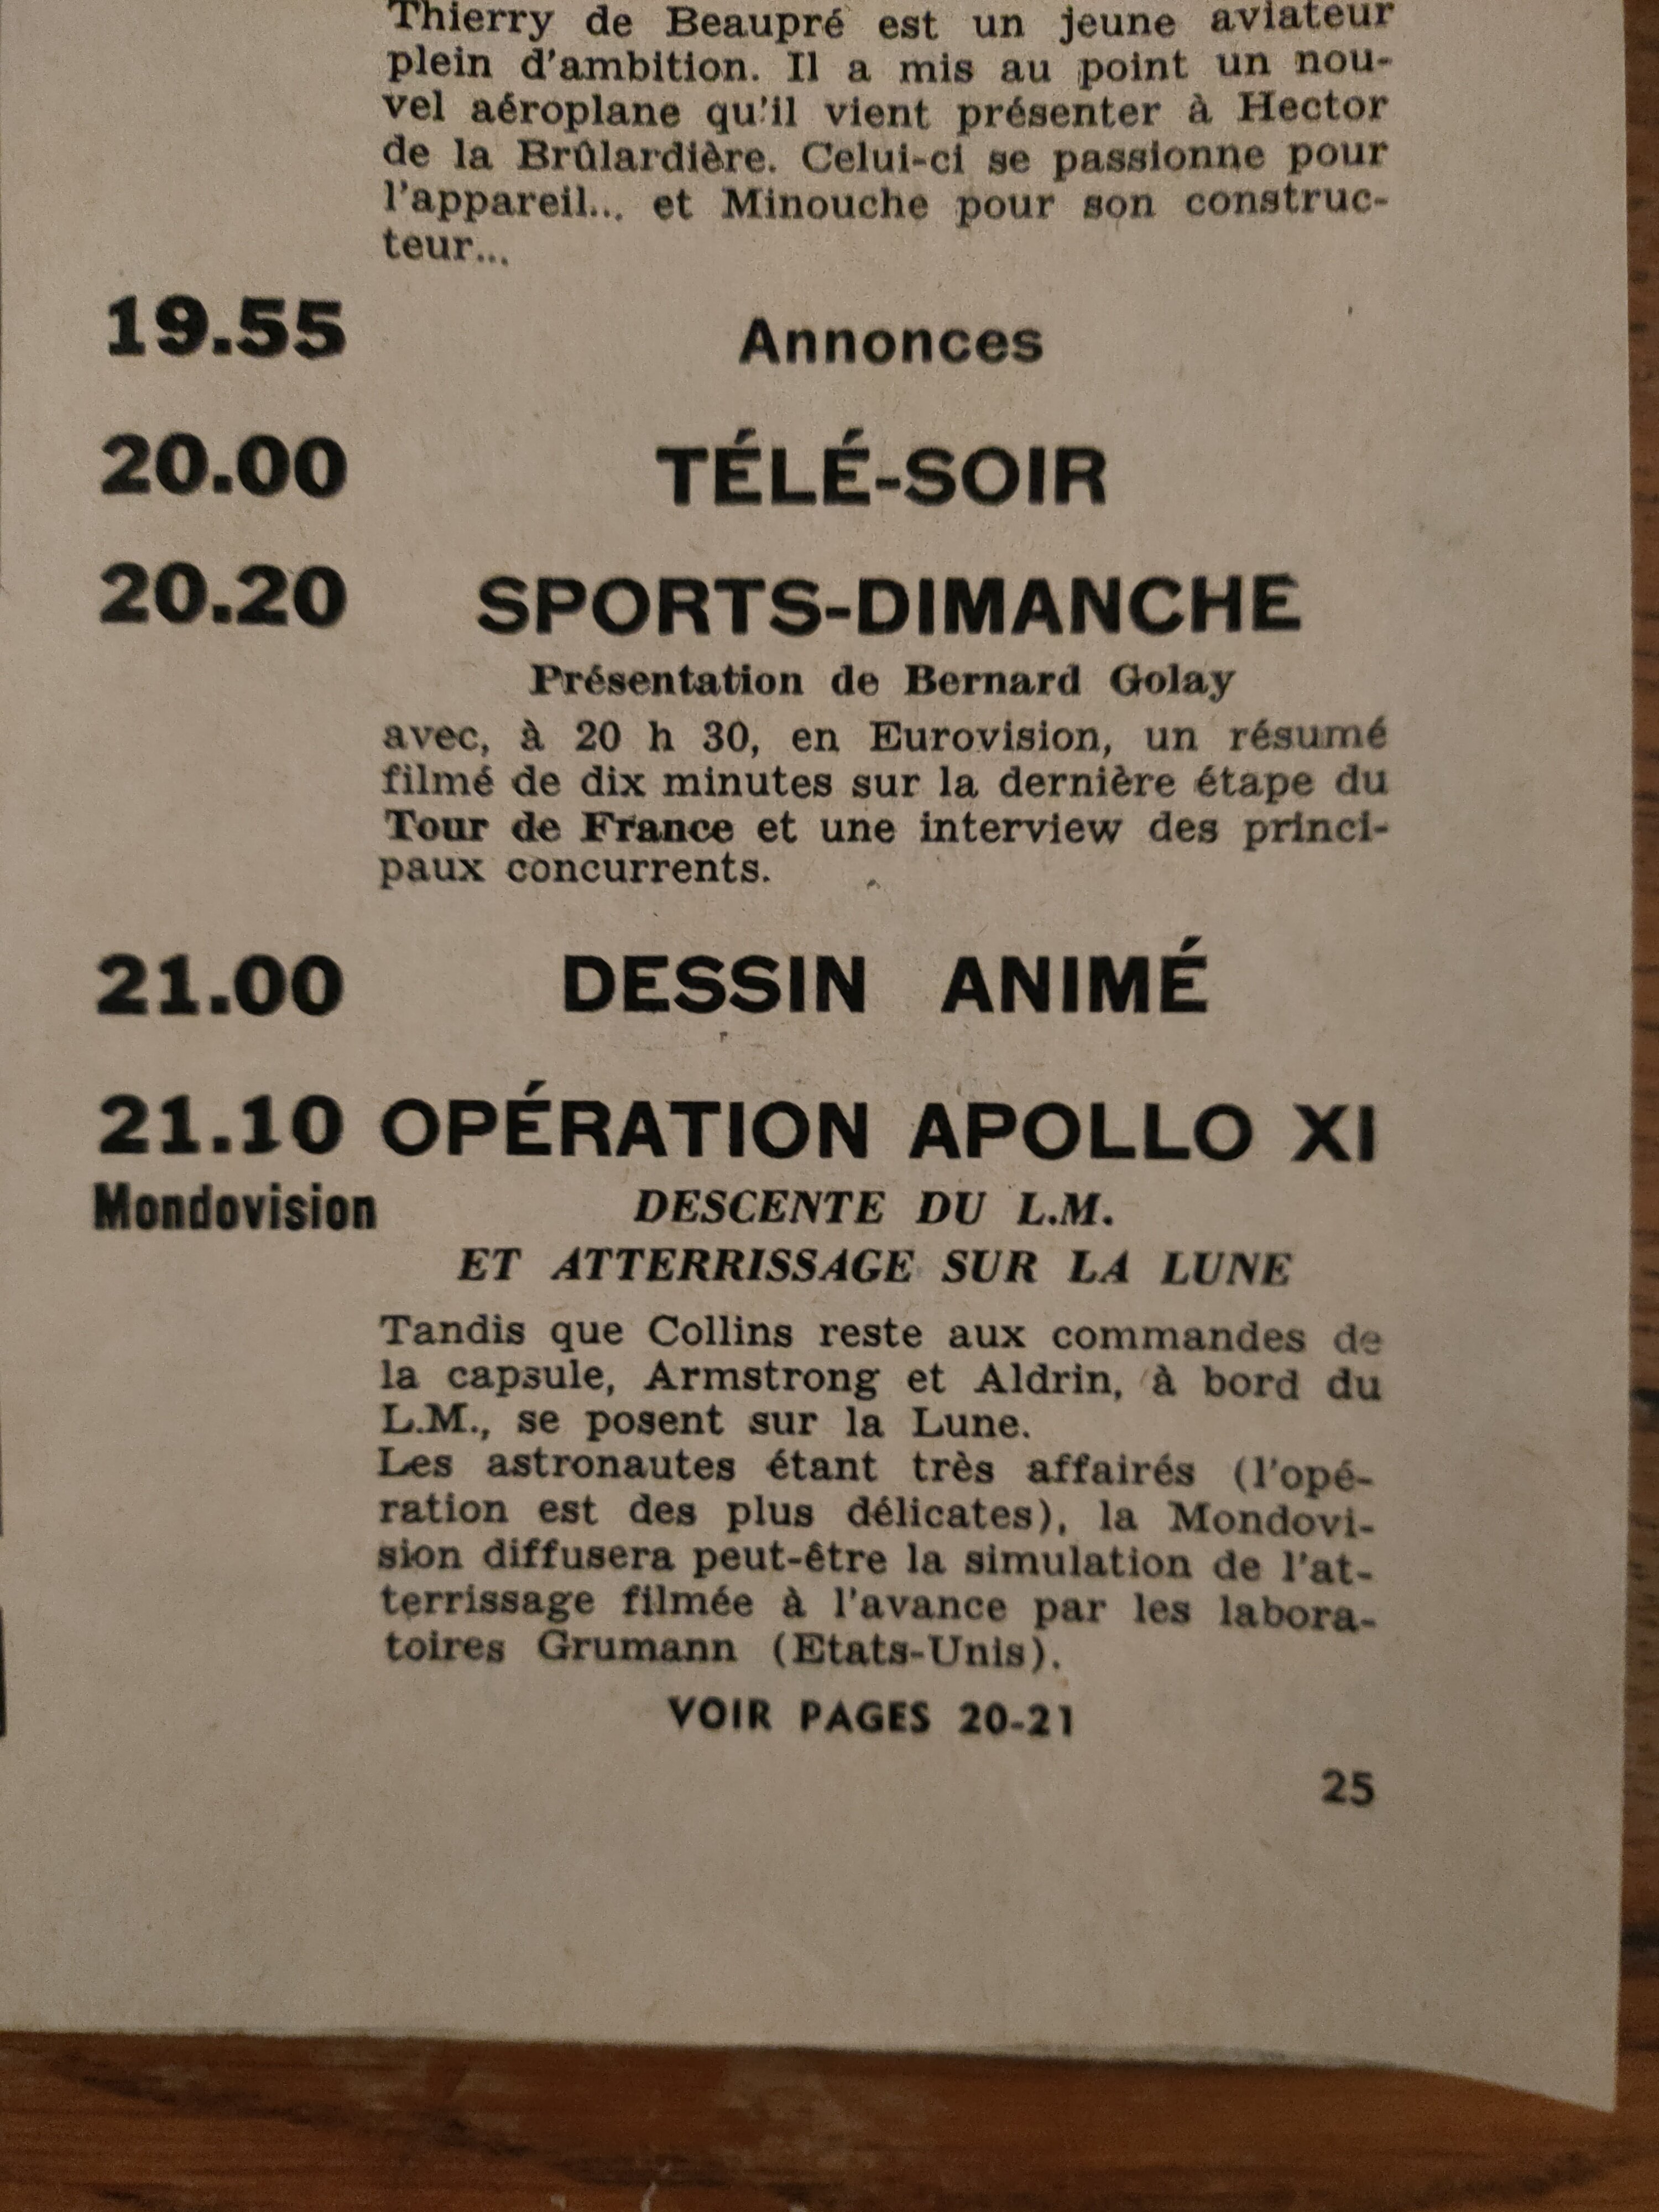 Thierry de Beaupré est un jeune aviateur
plein d'ambition. Il a mis au point un nou-
vel aéroplane qu'il vient présenter à Hector
de la Brûlardière. Celui-ci se passionne pour
l'appareil... et Minouche pour son construc-
teur...
19.55 Annonces
20.00 TÉLÉ-SOIR
20.20 SPORTS-DIMANCHE
Présentation de Bernard Golay
avec, à 20 h 30, en Eurovision, un résumé
filmé de dix minutes sur la dernière étape du
Tour de France et une interview des princi-
paux concurrents.
21.00 DESSIN ANIMÉ
21.10 OPÉRATION APOLLO XI
Mondovision DESCENTE DU L.M.
ET ATTERRISSAGE SUR LA LUNE
Tandis que Collins reste aux commandes de
la capsule, Armstrong et Aldrin, à bord du
L.M., se posent sur la Lune.
Les astronautes étant très affairés (l'opé-
ration est des plus délicates), la Mondovi-
sion diffusera peut-être la simulation de l'at-
terrissage filmée à l'avance par les labora-
toires Grumann (Etats-Unis).
VOIR PAGES 20-21
25